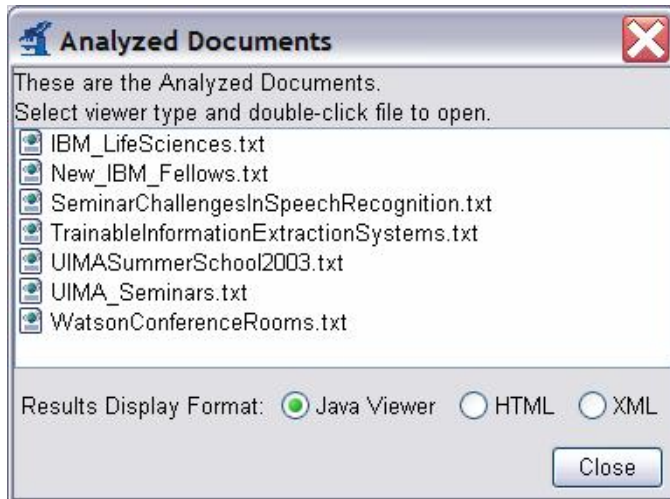 Analyzed Documents
These are the Analyzed Documents.
Select viewer type and double-click file to open.
IBM_LifeSciences.txt
New_IBM_Fellows.txt
SeminarChallengesInSpeechRecognition.txt
TrainableInformationExtractionSystems.txt
UIMASummerSchool2003.txt
UIMA_Seminars.txt
WatsonConferenceRooms.txt
Results Display Format: Java Viewer HTML XML
Close